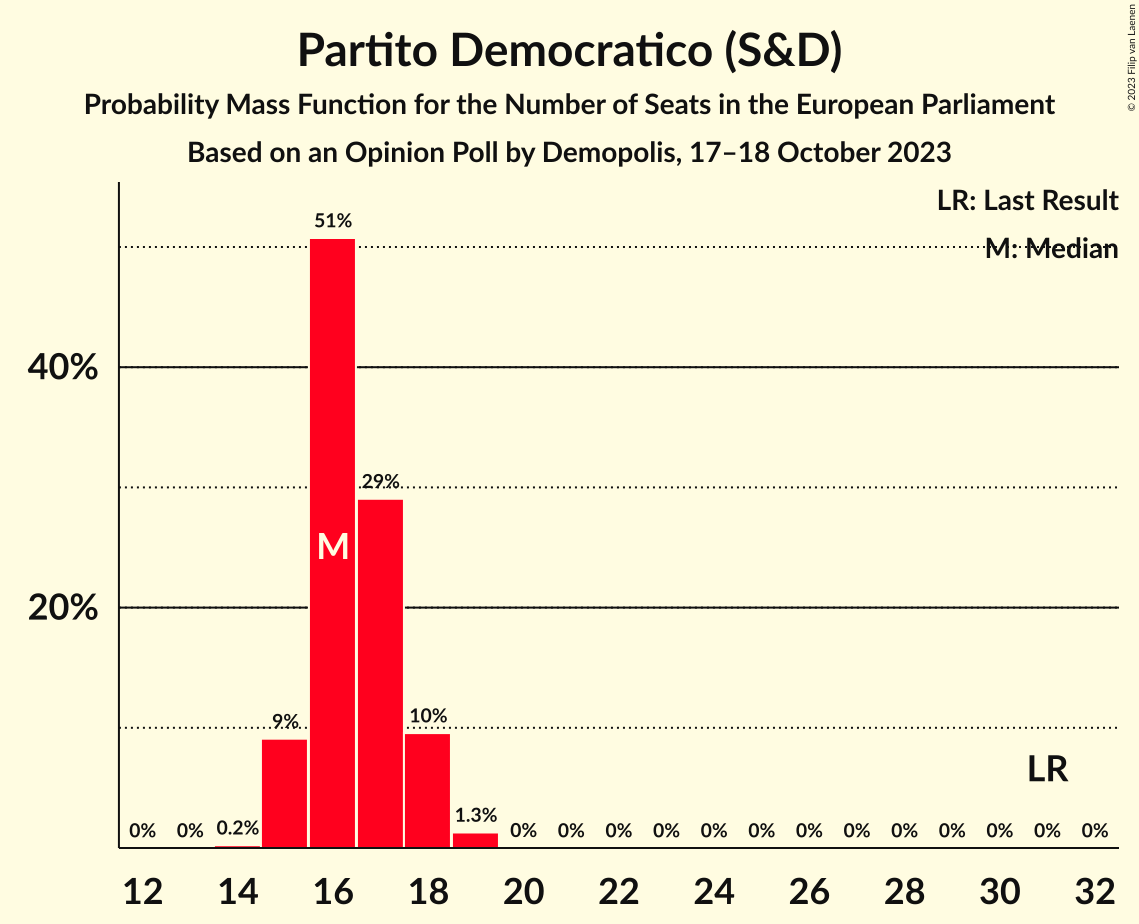 Partito Democratico (S&D)
Probability Mass Function for the Number of Seats in the European Parliament
Based on an Opinion Poll by Demopolis, 17–18 October 2023
© 2023 Filip van Laenen
LR: Last Result
M: Median
51%
40%
29%
M
20%
9%
10%
LR
0% 0% 0.2% 1.3% 0% 0% 0% 0% 0% 0% 0% 0% 0% 0% 0% 0% 0%
12 14 16 18 20 22 24 26 28 30 32